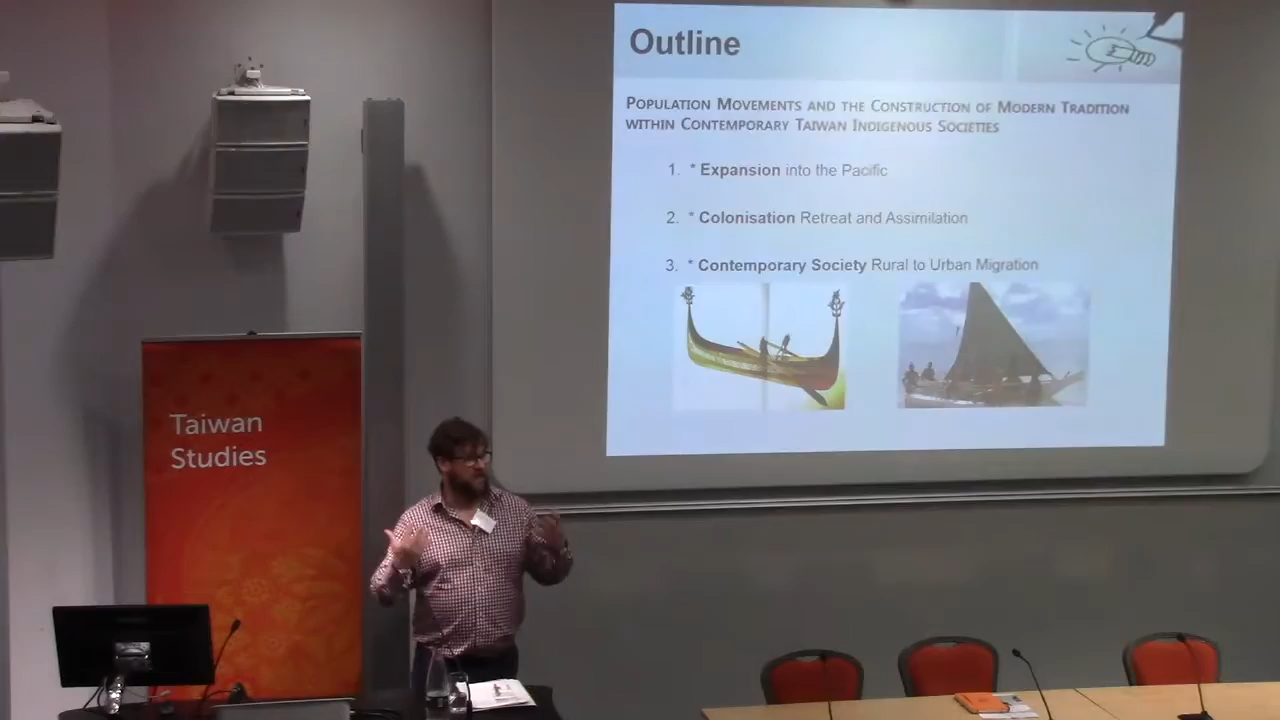 Outline
Population Movements and the Construction of Modern Tradition
within Contemporary Taiwan Indigenous Societies
1. * Expansion into the Pacific
2. * Colonisation Retreat and Assimilation
3. * Contemporary Society Rural to Urban Migration
Taiwan
Studies